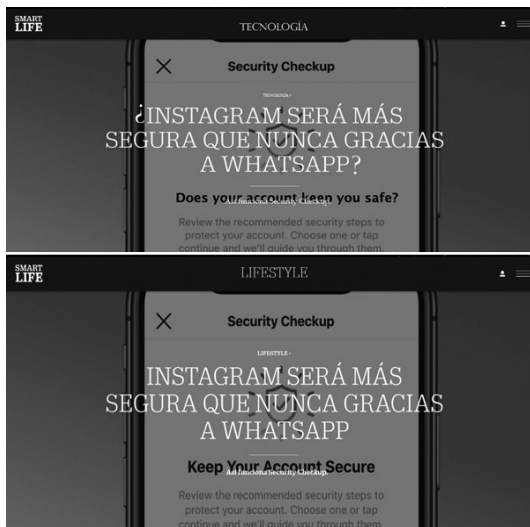 SMART
LIFE
TECNOLOGÍA
Security Checkup
TECNOLOGÍA >
¿INSTAGRAM SERÁ MÁS
SEGURA QUE NUNCA GRACIAS
A WHATSAPP?
Does your account keep you safe?
Así funciona Security Checkup.
Review the recommended security steps to
protect your account. Choose one or tap
continue and we'll guide you through them.
SMART
LIFE
LIFESTYLE
Security Checkup
LIFESTYLE >
INSTAGRAM SERÁ MÁS
SEGURA QUE NUNCA GRACIAS
A WHATSAPP
Keep Your Account Secure
Así funciona Security Checkup.
Review the recommended security steps to
protect your account. Choose one or tap
continue and we'll guide you through them.